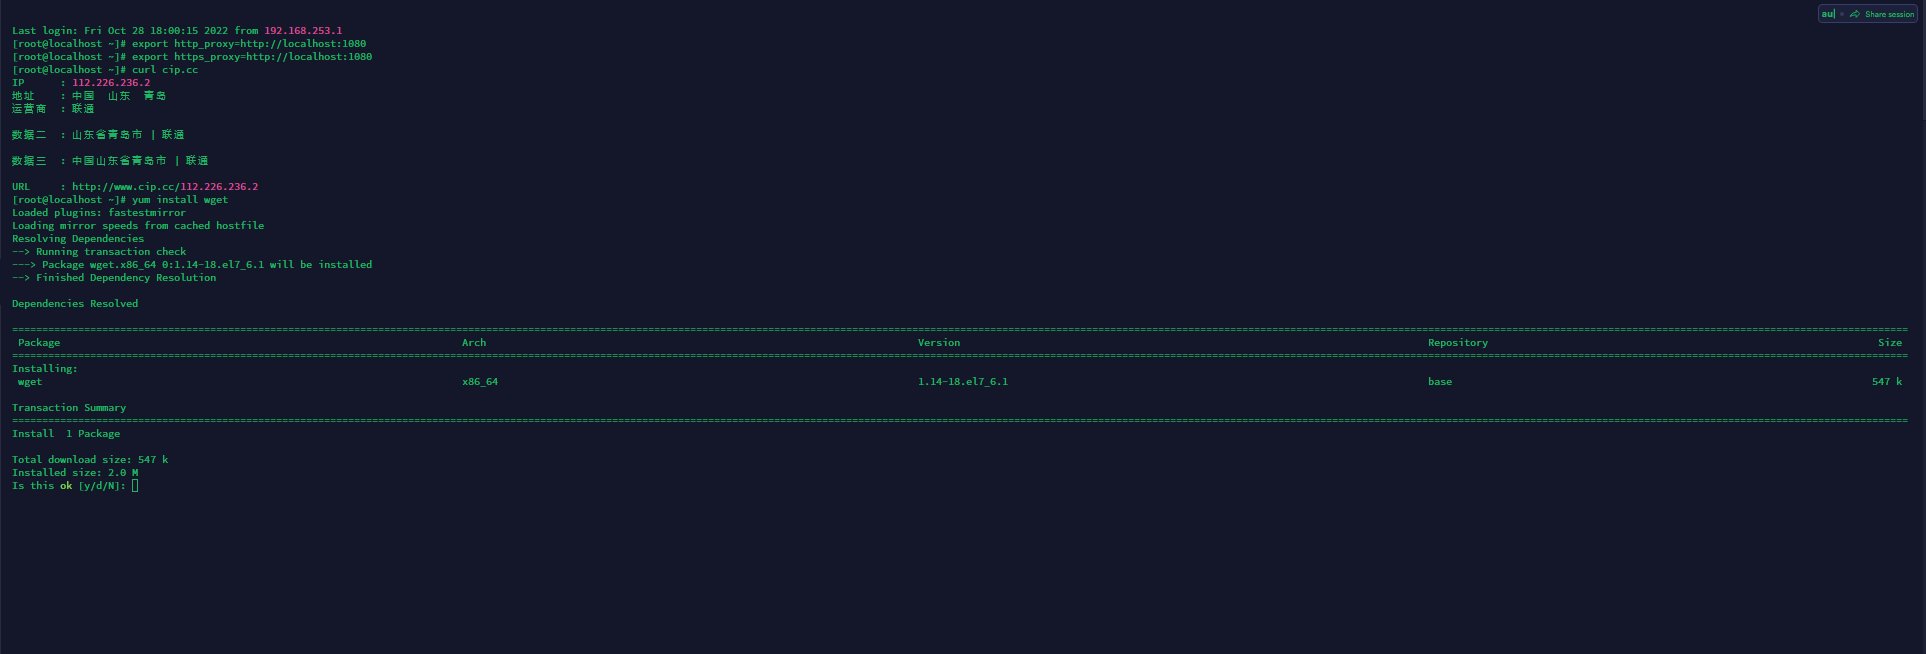 au| Share session
Last login: Fri Oct 28 18:00:15 2022 from 192.168.253.1
[root@localhost ~]# export http_proxy=http://localhost:1080
[root@localhost ~]# export https_proxy=http://localhost:1080
[root@localhost ~]# curl cip.cc
IP : 112.226.236.2
地址 : 中国 山东 青岛
运营商 : 联通
数据二 : 山东省青岛市 | 联通
数据三 : 中国山东省青岛市 | 联通
URL : http://www.cip.cc/112.226.236.2
[root@localhost ~]# yum install wget
Loaded plugins: fastestmirror
Loading mirror speeds from cached hostfile
Resolving Dependencies
--> Running transaction check
---> Package wget.x86_64 0:1.14-18.el7_6.1 will be installed
--> Finished Dependency Resolution
Dependencies Resolved
Package Arch Version Repository Size
Installing:
wget x86_64 1.14-18.el7_6.1 base 547 k
Transaction Summary
Install 1 Package
Total download size: 547 k
Installed size: 2.0 M
Is this ok [y/d/N]: